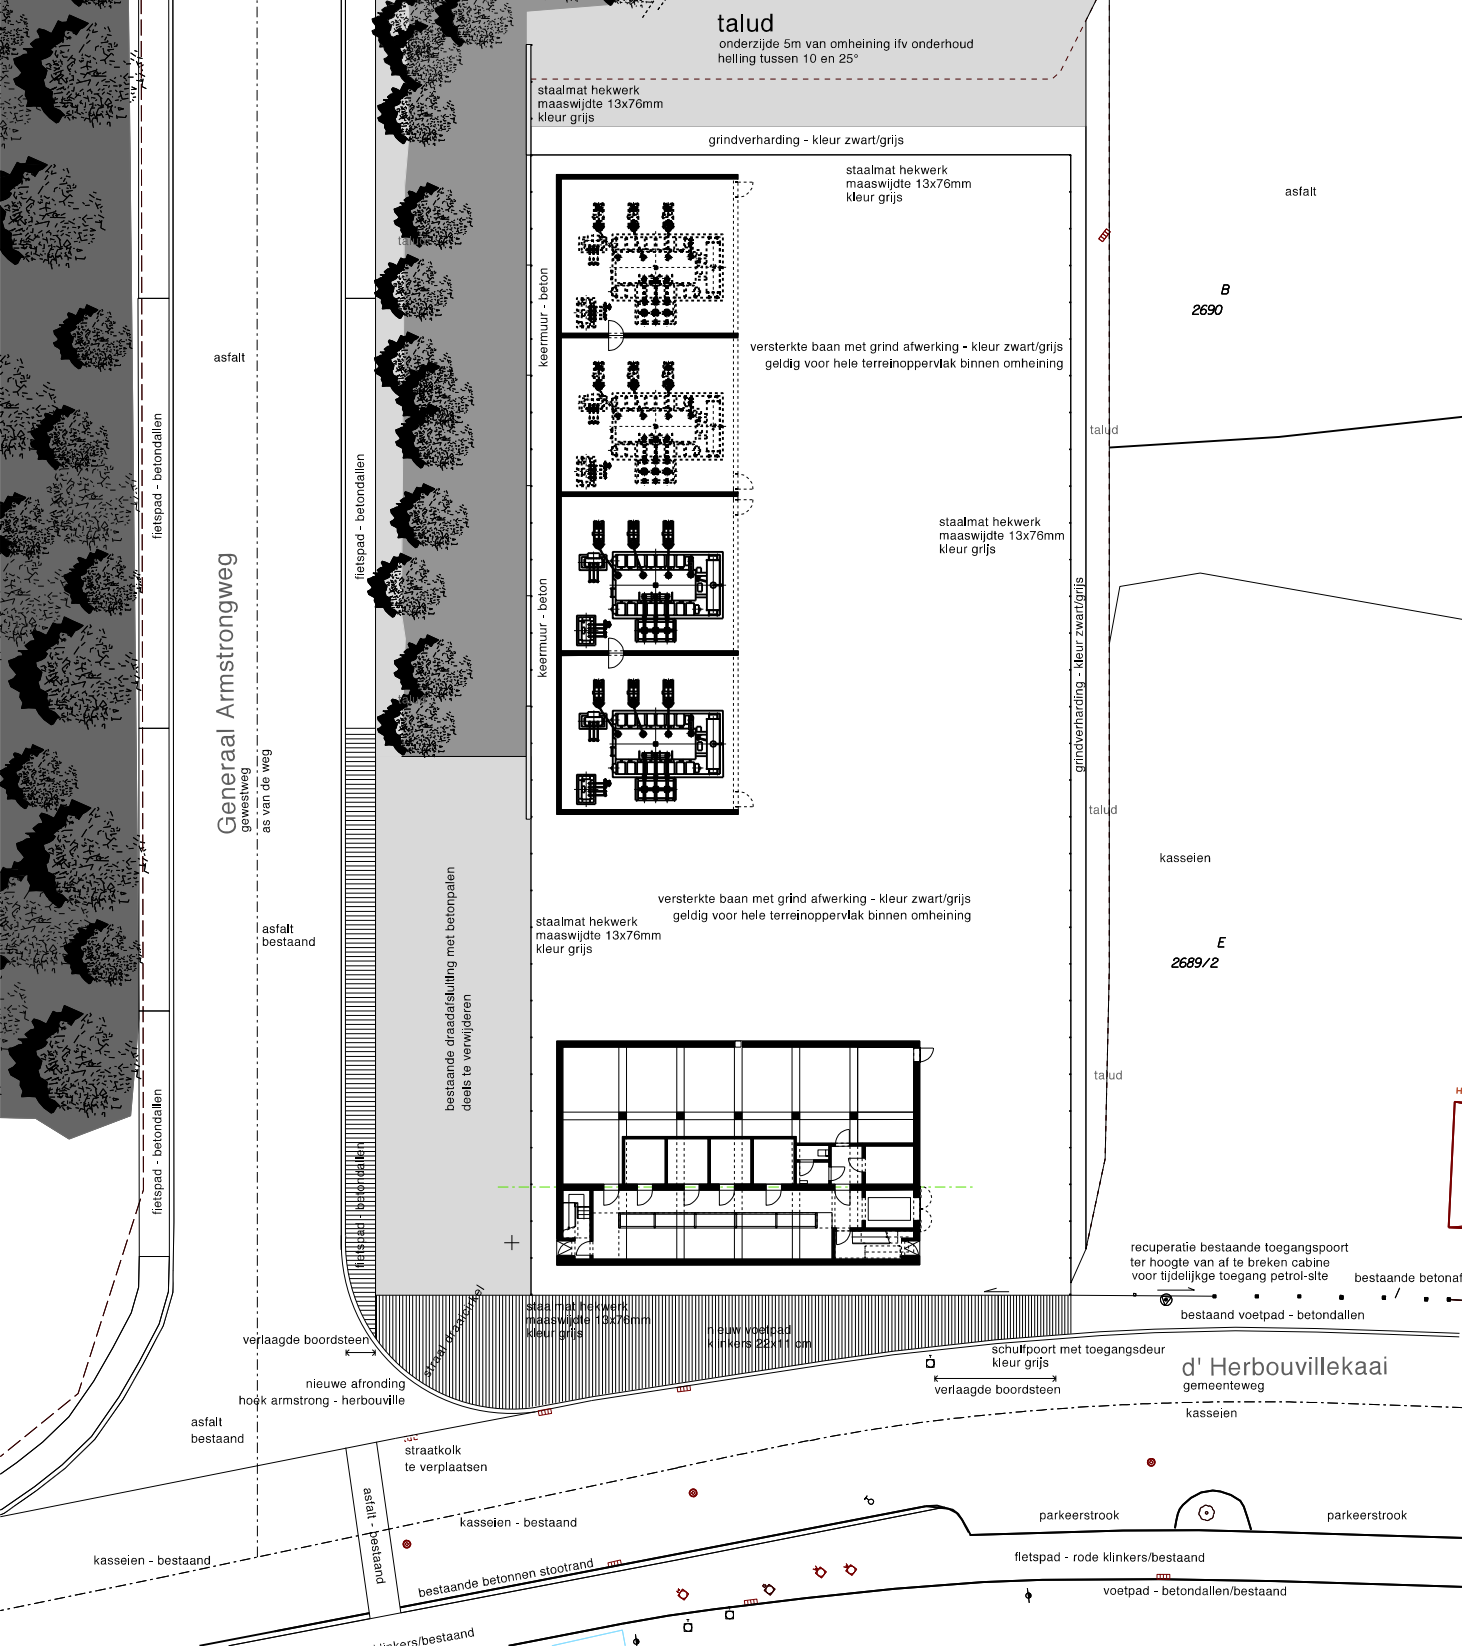 talud
onderzijde 5m van omheining ifv onderhoud
helling tussen 10 en 25°
staalmat hekwerk
maaswijdte 13x76mm
kleur grijs
grindverharding - kleur zwart/grijs
staalmat hekwerk
maaswijdte 13x76mm
kleur grijs
asfalt
talud
B
2690
keermuur - beton
versterkte baan met grind afwerking - kleur zwart/grijs
geldig voor hele terreinoppervlak binnen omheining
asfalt
fietspad - betondallen
fietspad - betondallen
talud
staalmat hekwerk
maaswijdte 13x76mm
kleur grijs
keermuur - beton
grindverharding - kleur zwart/grijs
Generaal Armstrongweg
gewestweg
as van de weg
talud
kasseien
versterkte baan met grind afwerking - kleur zwart/grijs
geldig voor hele terreinoppervlak binnen omheining
staalmat hekwerk
maaswijdte 13x76mm
kleur grijs
asfalt
bestaand
bestaande draadafsluiting met betonpalen
deels te verwijderen
E
2689/2
talud
fietspad - betondallen
fietspad - betondallen
recuperatie bestaande toegangspoort
ter hoogte van af te breken cabine
voor tijdelijkge toegang petrol-site
bestaande betonaf
bestaand voetpad - betondallen
straal draaicirkel
staalmat hekwerk
maaswijdte 13x76mm
kleur grijs
nieuw voetpad
klinkers 22x11 cm
verlaagde boordsteen
schuifpoort met toegangsdeur
kleur grijs
verlaagde boordsteen
d' Herbouvillekaai
gemeenteweg
kasseien
nieuwe afronding
hoek armstrong - herbouville
asfalt
bestaand
straatkolk
te verplaatsen
asfalt - bestaand
kasseien - bestaand
kasseien - bestaand
bestaande betonnen stootrand
parkeerstrook
parkeerstrook
fietspad - rode klinkers/bestaand
voetpad - betondallen/bestaand
klinkers/bestaand